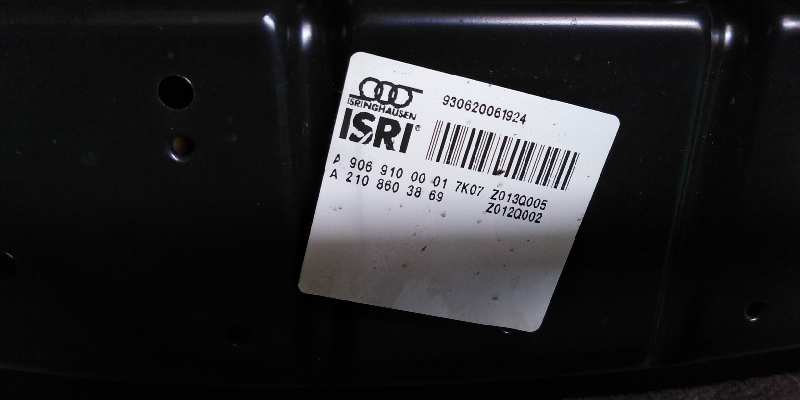 ISRINGHAUSEN
ISRI®
930620061924
A 906 910 00 01 7K07 Z013Q005
A 210 860 38 69 Z012Q002